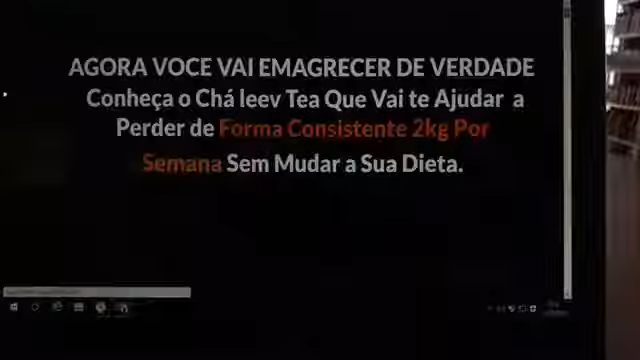 AGORA VOCE VAI EMAGRECER DE VERDADE
Conheça o Chá leev Tea Que Vai te Ajudar a
Perder de Forma Consistente 2kg Por
Semana Sem Mudar a Sua Dieta.